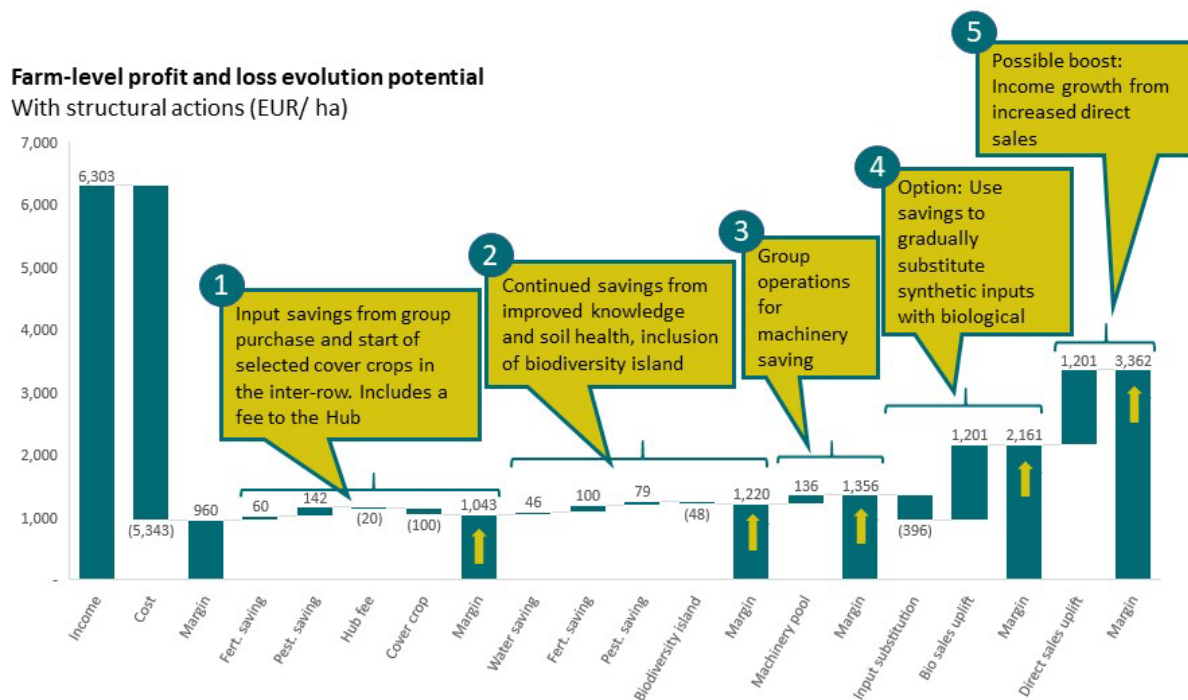 Farm-level profit and loss evolution potential
With structural actions (EUR/ ha)
5
Possible boost:
Income growth from
increased direct
sales
4
Option: Use
savings to
gradually
substitute
synthetic inputs
with biological
3
Group
operations
for
machinery
saving
2
Continued savings from
improved knowledge
and soil health, inclusion
of biodiversity island
1
Input savings from group
purchase and start of
selected cover crops in
the inter-row. Includes a
fee to the Hub
7,000
6,000
5,000
4,000
3,000
2,000
1,000
-
6,303
(5,343)
960
60
142
(20)
(100)
1,043
46
100
79
(48)
1,220
136
1,356
(396)
1,201
2,161
1,201
3,362
Income
Cost
Margin
Fert. saving
Pest. saving
Hub fee
Cover crop
Margin
Water saving
Fert. saving
Pest. saving
Biodiversity island
Margin
Machinery pool
Margin
Input substitution
Bio sales uplift
Margin
Direct sales uplift
Margin